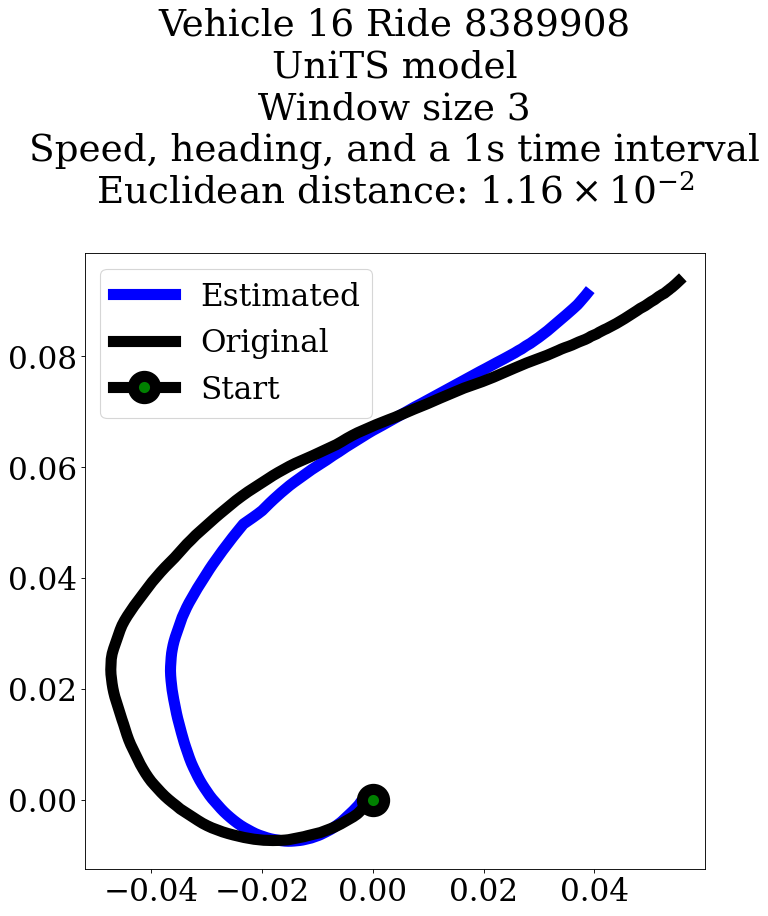 Vehicle 16 Ride 8389908
UniTS model
Window size 3
Speed, heading, and a 1s time interval
Euclidean distance: 1.16 × 10⁻²
Estimated
Original
Start
0.08
0.06
0.04
0.02
0.00
−0.04 −0.02 0.00 0.02 0.04